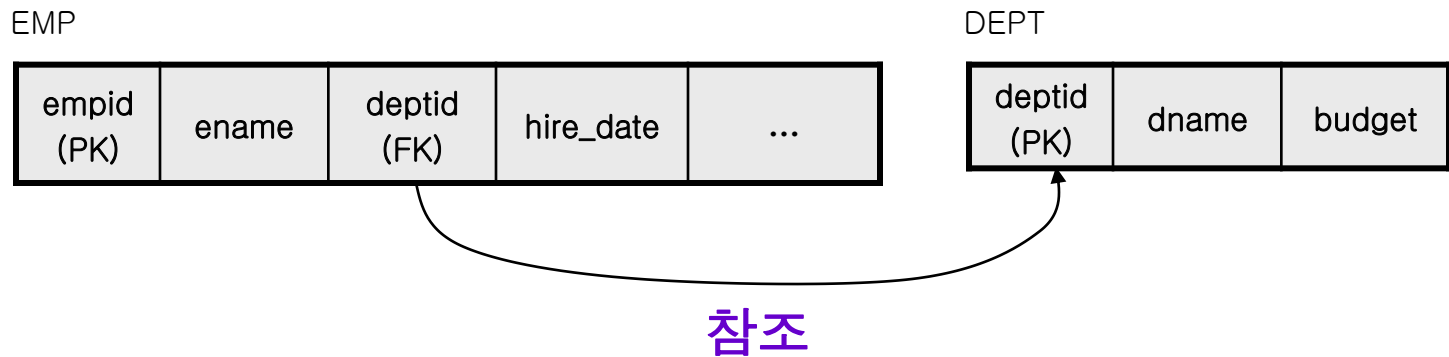 EMP
empid
(PK)
ename
deptid
(FK)
hire_date
...
DEPT
deptid
(PK)
dname
budget
참조